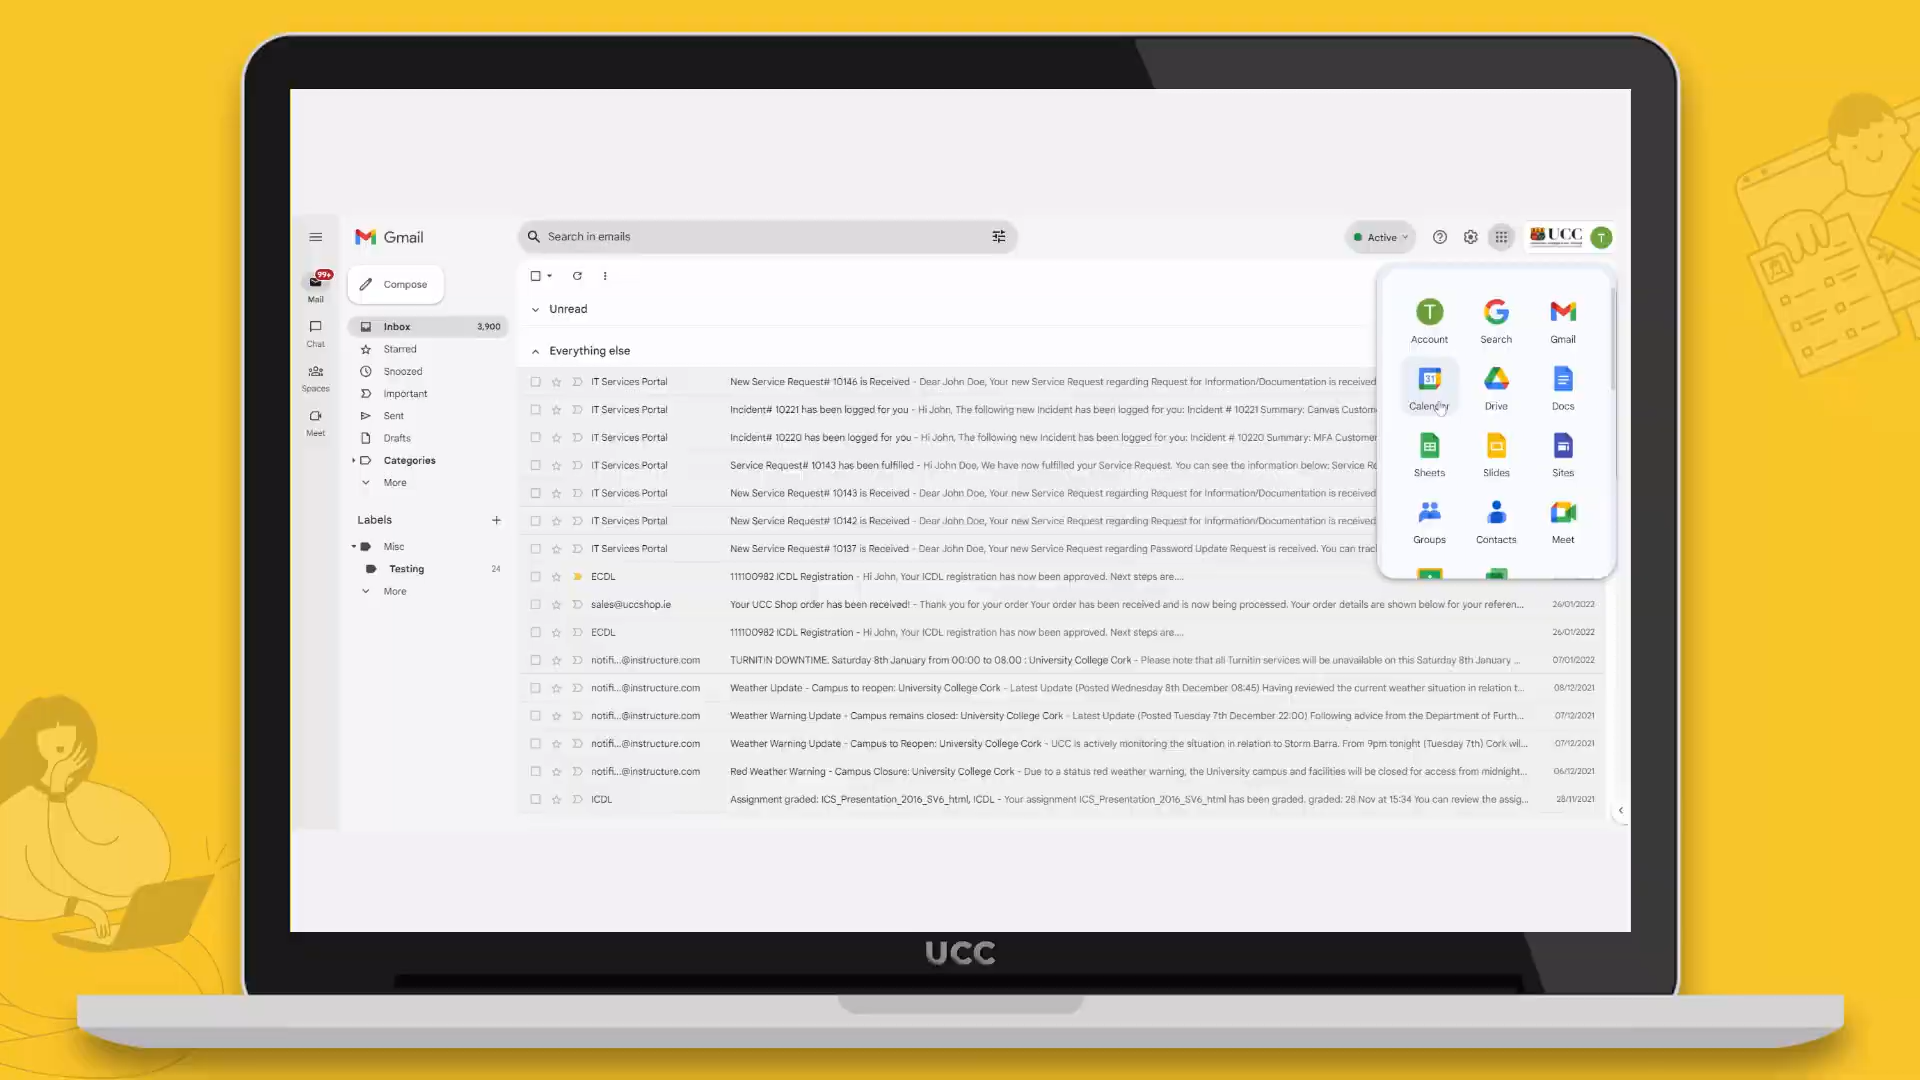 Gmail
Search in emails
Active
UCC
T
99+
Mail
Chat
Spaces
Meet
Compose
Inbox 3,900
Starred
Snoozed
Important
Sent
Drafts
Categories
More
Labels +
Misc
Testing 24
More
Unread
Everything else
IT Services Portal New Service Request# 10146 is Received - Dear John Doe, Your new Service Request regarding Request for Information/Documentation is received
IT Services Portal Incident# 10221 has been logged for you - Hi John, The following new Incident has been logged for you: Incident # 10221 Summary: Canvas Custom
IT Services Portal Incident# 10220 has been logged for you - Hi John, The following new Incident has been logged for you: Incident # 10220 Summary: MFA Customer
IT Services Portal Service Request# 10143 has been fulfilled - Hi John Doe, We have now fulfilled your Service Request. You can see the information below: Service Re
IT Services Portal New Service Request# 10143 is Received - Dear John Doe, Your new Service Request regarding Request for Information/Documentation is received
IT Services Portal New Service Request# 10142 is Received - Dear John Doe, Your new Service Request regarding Request for Information/Documentation is received
IT Services Portal New Service Request# 10137 is Received - Dear John Doe, Your new Service Request regarding Password Update Request is received. You can trac
ECDL 111100982 ICDL Registration - Hi John, Your ICDL registration has now been approved. Next steps are....
sales@uccshop.ie Your UCC Shop order has been received! - Thank you for your order Your order has been received and is now being processed. Your order details are shown below for your referen... 26/01/2022
ECDL 111100982 ICDL Registration - Hi John, Your ICDL registration has now been approved. Next steps are.... 26/01/2022
notifi...@instructure.com TURNITIN DOWNTIME. Saturday 8th January from 00:00 to 08.00 : University College Cork - Please note that all Turnitin services will be unavailable on this Saturday 8th January ... 07/01/2022
notifi...@instructure.com Weather Update - Campus to reopen: University College Cork - Latest Update (Posted Wednesday 8th December 08:45) Having reviewed the current weather situation in relation t... 08/12/2021
notifi...@instructure.com Weather Warning Update - Campus remains closed: University College Cork - Latest Update (Posted Tuesday 7th December 22:00) Following advice from the Department of Furth... 07/12/2021
notifi...@instructure.com Weather Warning Update - Campus to Reopen: University College Cork - UCC is actively monitoring the situation in relation to Storm Barra. From 9pm tonight (Tuesday 7th) Cork wil... 07/12/2021
notifi...@instructure.com Red Weather Warning - Campus Closure: University College Cork - Due to a status red weather warning, the University campus and facilities will be closed for access from midnight... 06/12/2021
ICDL Assignment graded: ICS_Presentation_2016_SV6_html, ICDL - Your assignment ICS_Presentation_2016_SV6_html has been graded. graded: 28 Nov at 15:34 You can review the assig... 28/11/2021
T
Account Search Gmail
31
Calendar Drive Docs
Sheets Slides Sites
Groups Contacts Meet
UCC